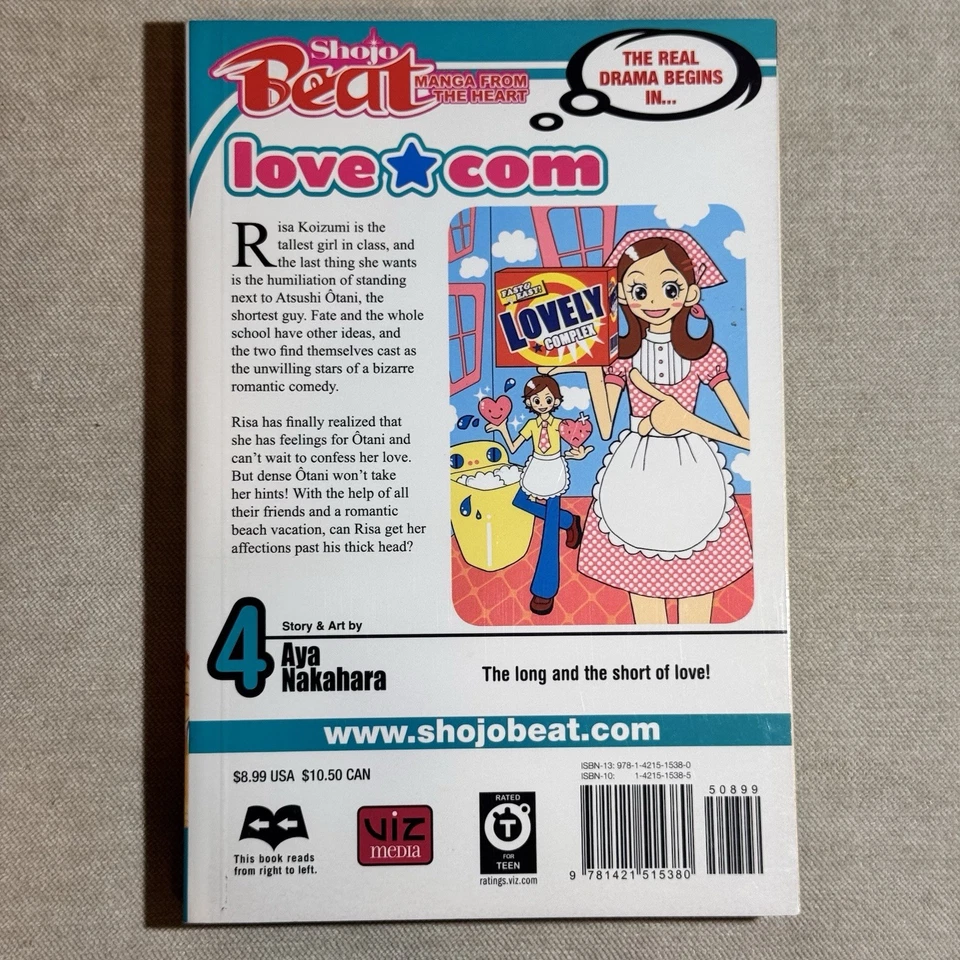 Shojo
Beat
MANGA FROM
THE HEART
THE REAL
DRAMA BEGINS
IN...
love★com
Risa Koizumi is the
tallest girl in class, and
the last thing she wants
is the humiliation of standing
next to Atsushi Ôtani, the
shortest guy. Fate and the whole
school have other ideas, and
the two find themselves cast as
the unwilling stars of a bizarre
romantic comedy.
Risa has finally realized that
she has feelings for Ôtani and
can't wait to confess her love.
But dense Ôtani won't take
her hints! With the help of all
their friends and a romantic
beach vacation, can Risa get her
affections past his thick head?
LOVELY
★COMPLEX
4
Story & Art by
Aya
Nakahara
The long and the short of love!
www.shojobeat.com
$8.99 USA $10.50 CAN
This book reads
from right to left.
viz
media
RATED
T
FOR
TEEN
ratings.viz.com
ISBN-13: 978-1-4215-1538-0
ISBN-10: 1-4215-1538-5
50899
9 781421 515380